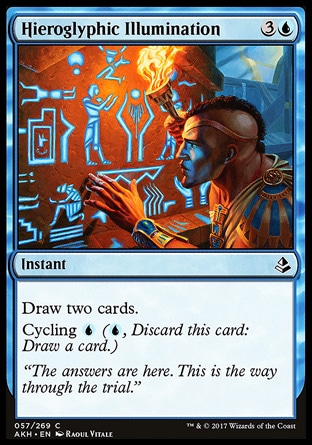 Hieroglyphic Illumination 3
Instant
Draw two cards.
Cycling (, Discard this card:
Draw a card.)
"The answers are here. This is the way
through the trial."
057/269 C
AKH • EN Raoul Vitale
™ & © 2017 Wizards of the Coast